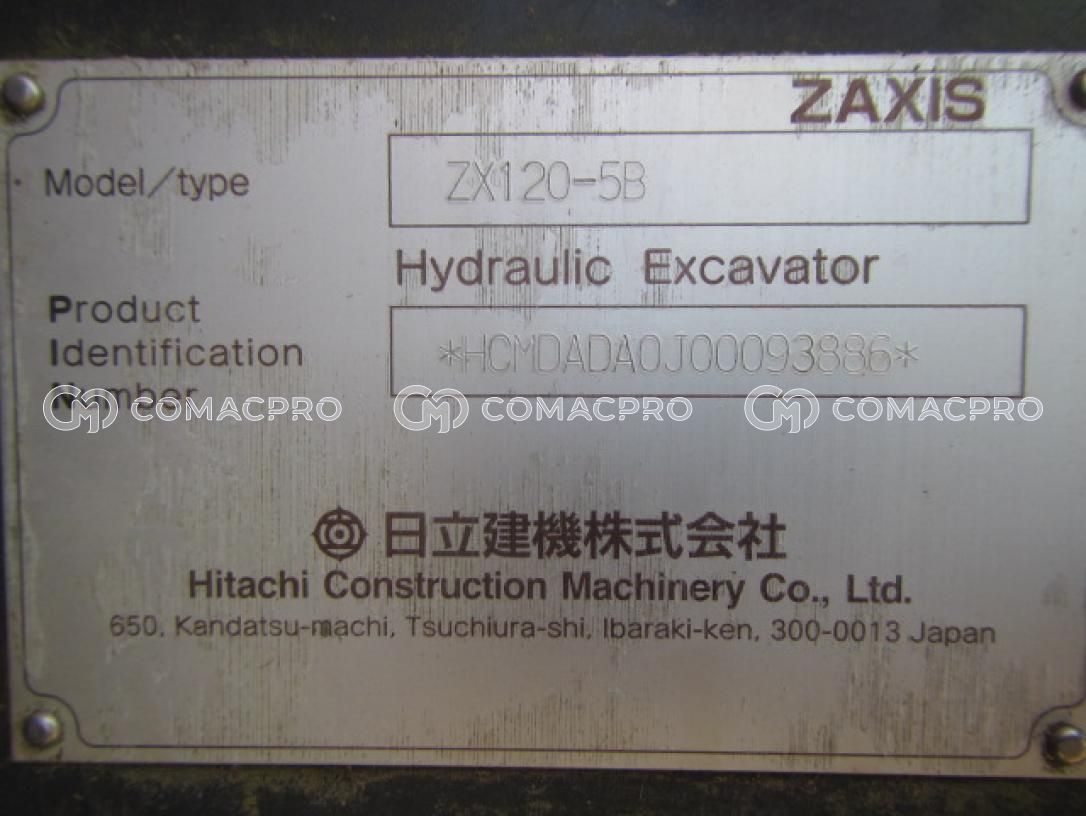 ZAXIS
Model/type
ZX120-5B
Hydraulic Excavator
Product
Identification
Number
*HCMDADA0J00093886*
COMACPRO COMACPRO COMACPRO
日立建機株式会社
Hitachi Construction Machinery Co., Ltd.
650, Kandatsu-machi, Tsuchiura-shi, Ibaraki-ken, 300-0013 Japan